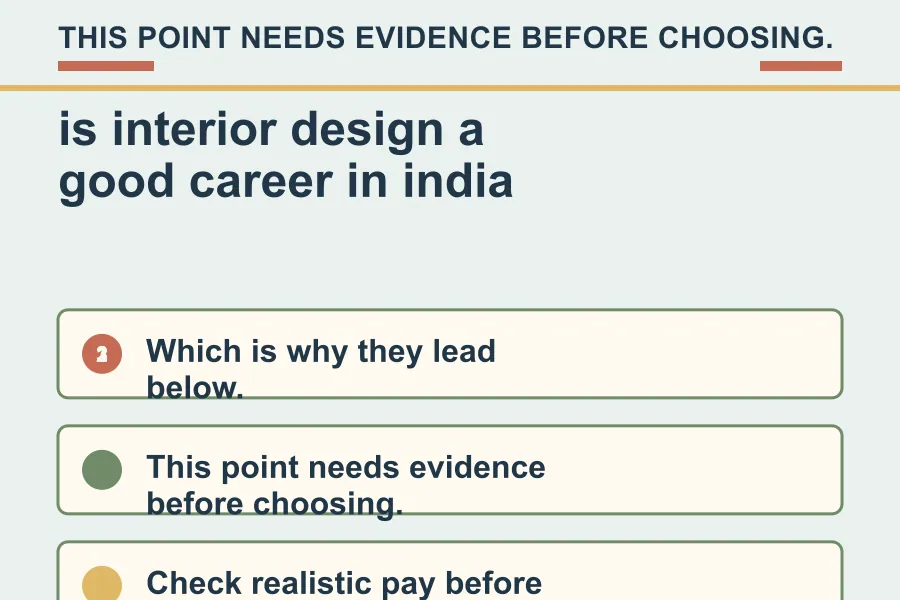 THIS POINT NEEDS EVIDENCE BEFORE CHOOSING.
is interior design a
good career in india
Which is why they lead
below.
This point needs evidence
before choosing.
Check realistic pay before